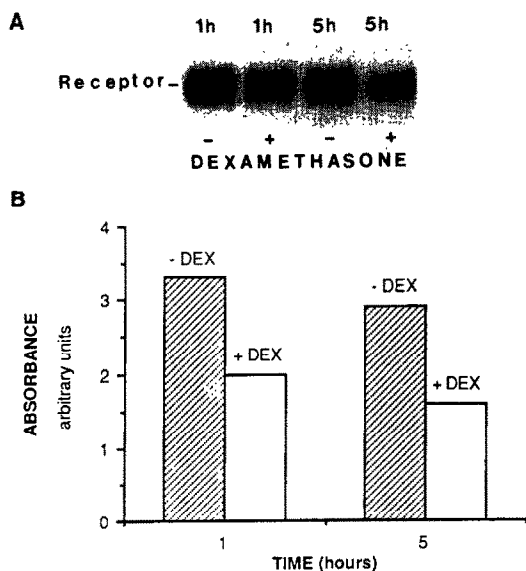 A
1h 1h 5h 5h
Receptor–
– + – +
DEXAMETHASONE
B
4
3
2
1
0
ABSORBANCE
arbitrary units
- DEX
+ DEX
- DEX
+ DEX
1 5
TIME (hours)